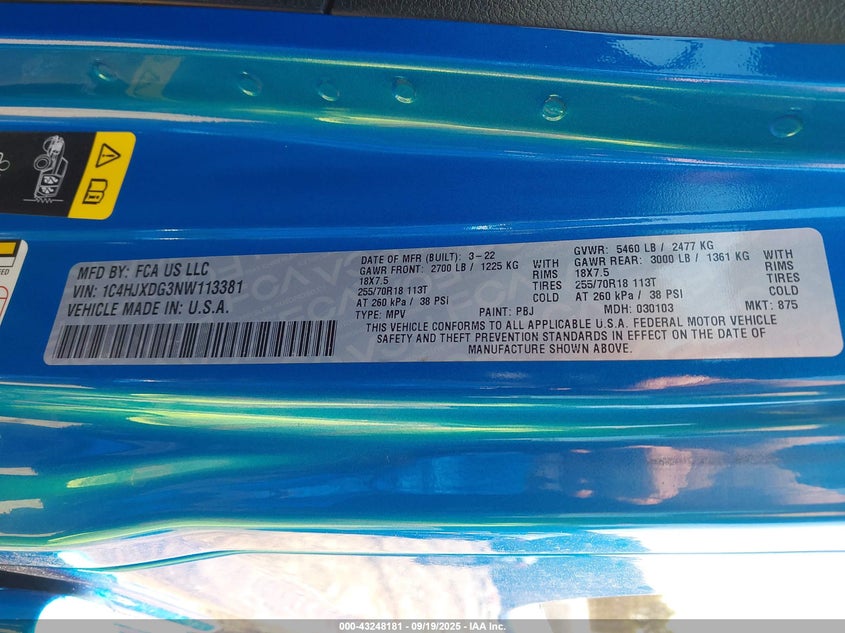 MFD BY: FCA US LLC
VIN: 1C4HJXDG3NW113381
VEHICLE MADE IN: U.S.A.
DATE OF MFR (BUILT): 3-22
GAWR FRONT: 2700 LB / 1225 KG WITH
18X7.5 RIMS
255/70R18 113T TIRES
AT 260 kPa / 38 PSI COLD
TYPE: MPV PAINT: PBJ
GVWR: 5460 LB / 2477 KG
GAWR REAR: 3000 LB / 1361 KG WITH
18X7.5 RIMS
255/70R18 113T TIRES
AT 260 kPa / 38 PSI COLD
MDH: 030103 MKT: 875
THIS VEHICLE CONFORMS TO ALL APPLICABLE U.S.A. FEDERAL MOTOR VEHICLE
SAFETY AND THEFT PREVENTION STANDARDS IN EFFECT ON THE DATE OF
MANUFACTURE SHOWN ABOVE.
000-43248181 - 09/19/2025 - IAA Inc.